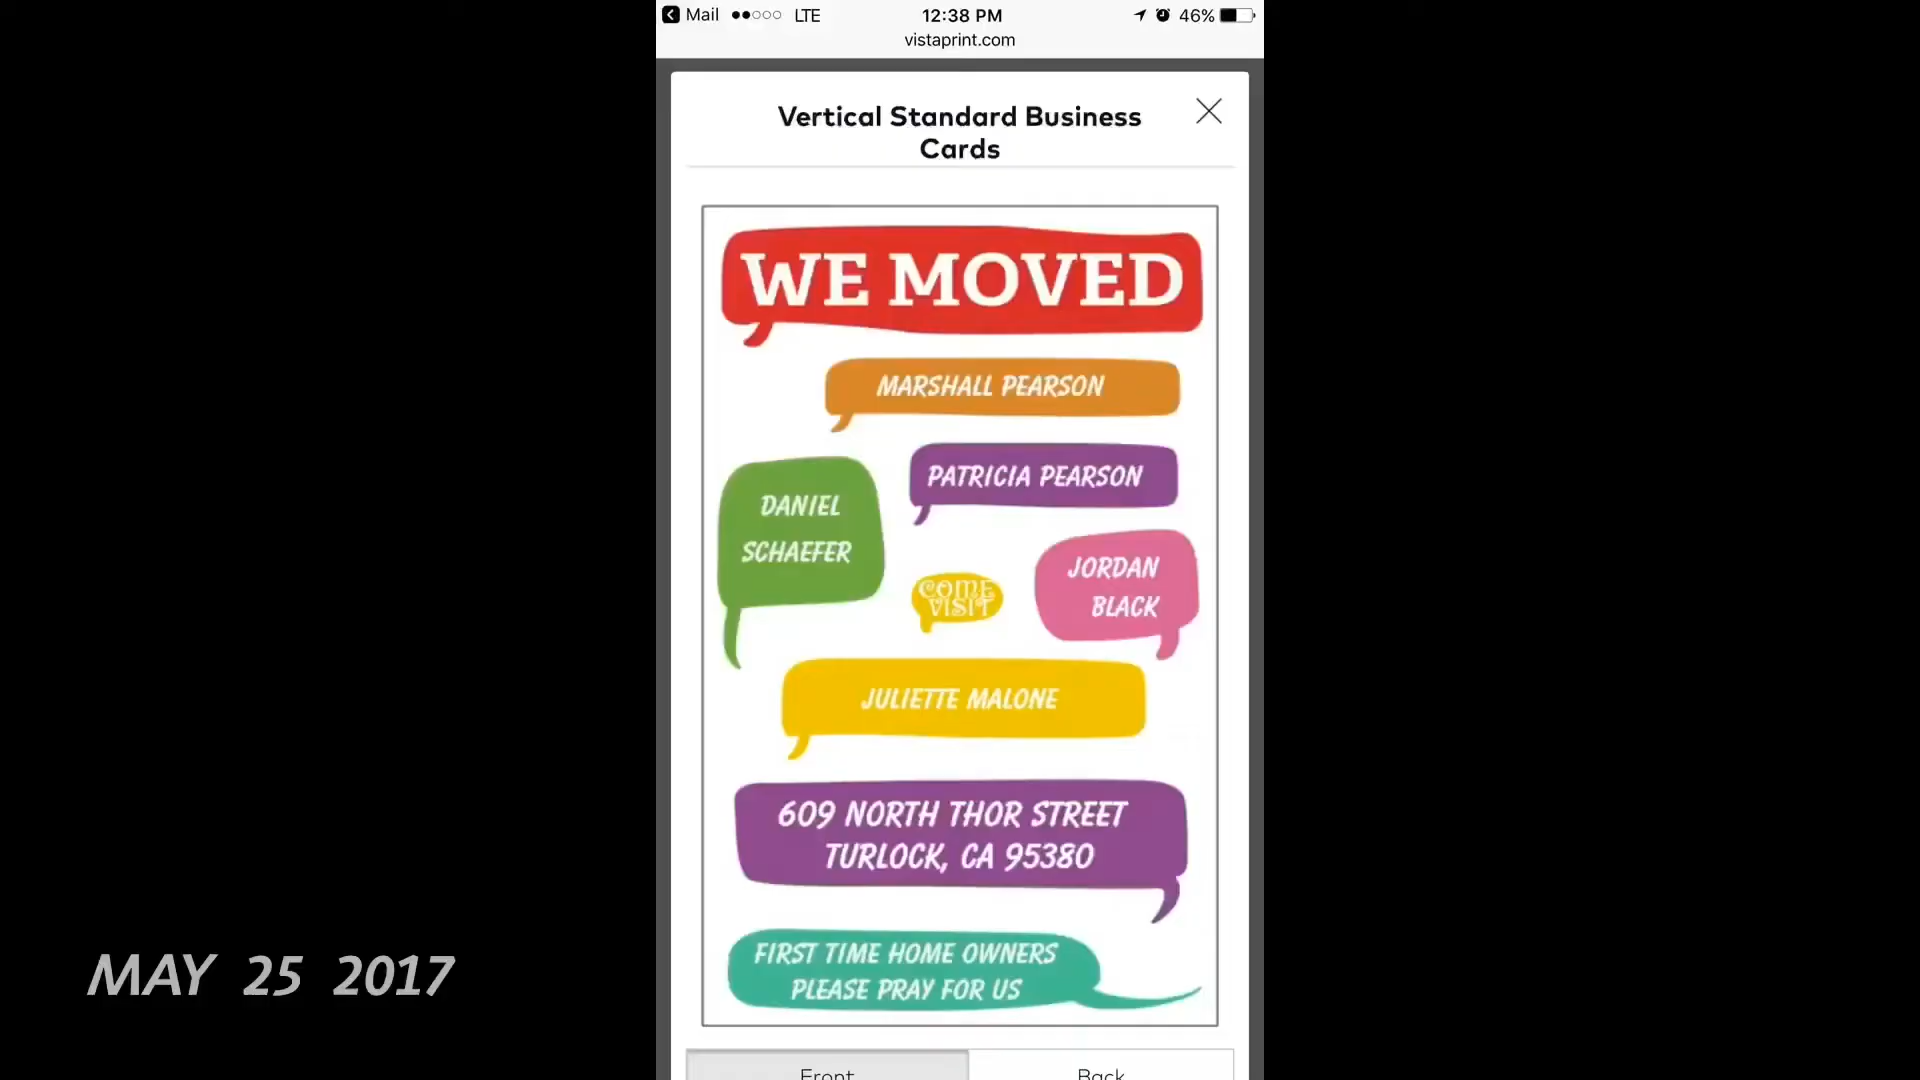 Mail LTE 12:38 PM 46%
vistaprint.com
Vertical Standard Business
Cards
WE MOVED
MARSHALL PEARSON
PATRICIA PEARSON
DANIEL
SCHAEFER
JORDAN
BLACK
COME
VISIT
JULIETTE MALONE
609 NORTH THOR STREET
TURLOCK, CA 95380
FIRST TIME HOME OWNERS
PLEASE PRAY FOR US
MAY 25 2017
Front Back